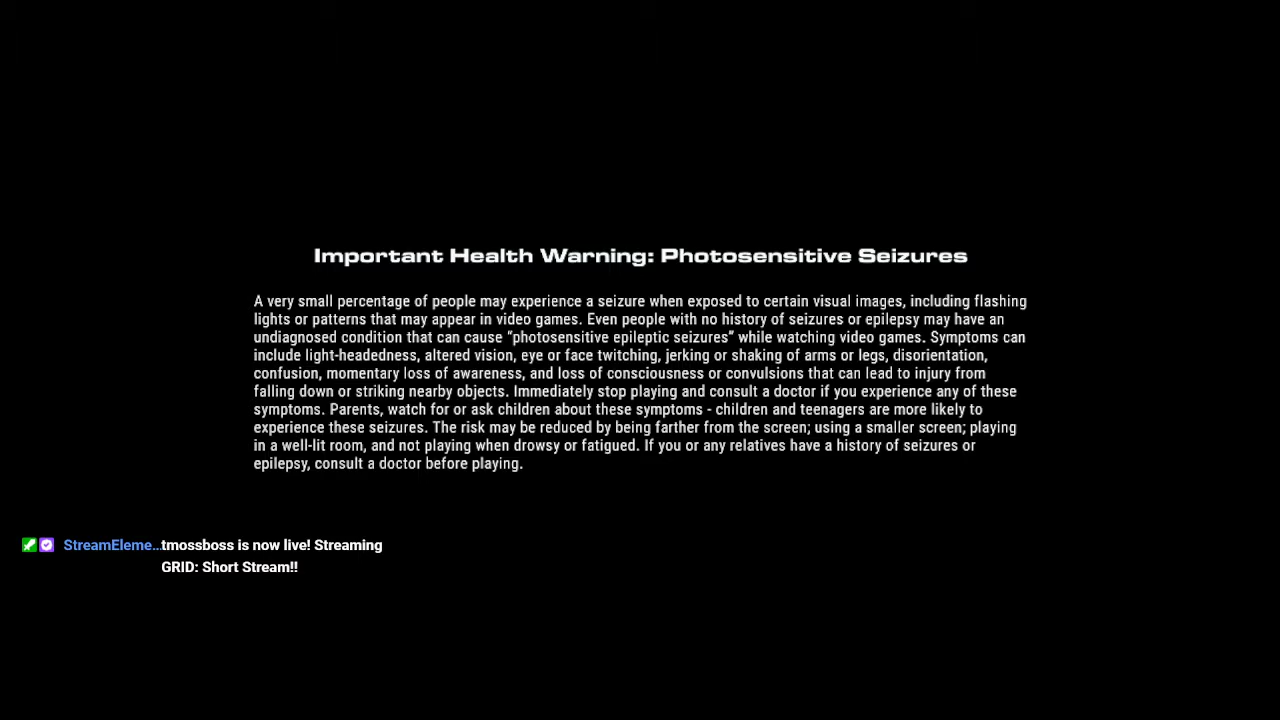 Important Health Warning: Photosensitive Seizures
A very small percentage of people may experience a seizure when exposed to certain visual images, including flashing
lights or patterns that may appear in video games. Even people with no history of seizures or epilepsy may have an
undiagnosed condition that can cause “photosensitive epileptic seizures” while watching video games. Symptoms can
include light-headedness, altered vision, eye or face twitching, jerking or shaking of arms or legs, disorientation,
confusion, momentary loss of awareness, and loss of consciousness or convulsions that can lead to injury from
falling down or striking nearby objects. Immediately stop playing and consult a doctor if you experience any of these
symptoms. Parents, watch for or ask children about these symptoms - children and teenagers are more likely to
experience these seizures. The risk may be reduced by being farther from the screen; using a smaller screen; playing
in a well-lit room, and not playing when drowsy or fatigued. If you or any relatives have a history of seizures or
epilepsy, consult a doctor before playing.
StreamEleme... tmossboss is now live! Streaming
GRID: Short Stream!!